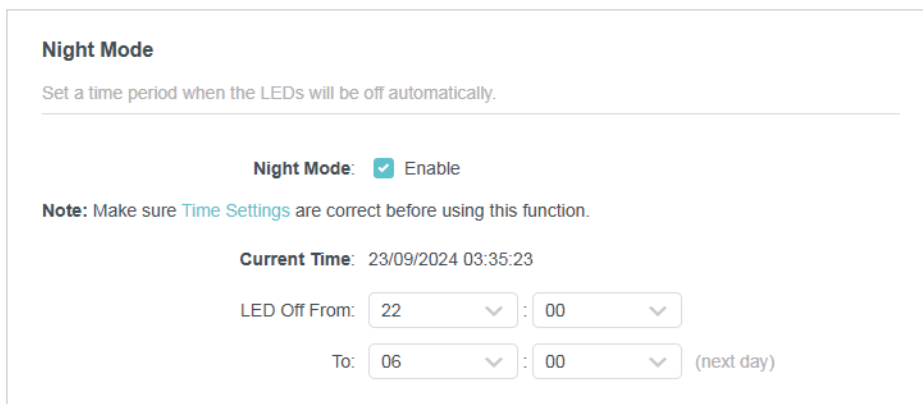 Night Mode
Set a time period when the LEDs will be off automatically.
Night Mode: Enable
Note: Make sure Time Settings are correct before using this function.
Current Time: 23/09/2024 03:35:23
LED Off From: 22 : 00
To: 06 : 00 (next day)